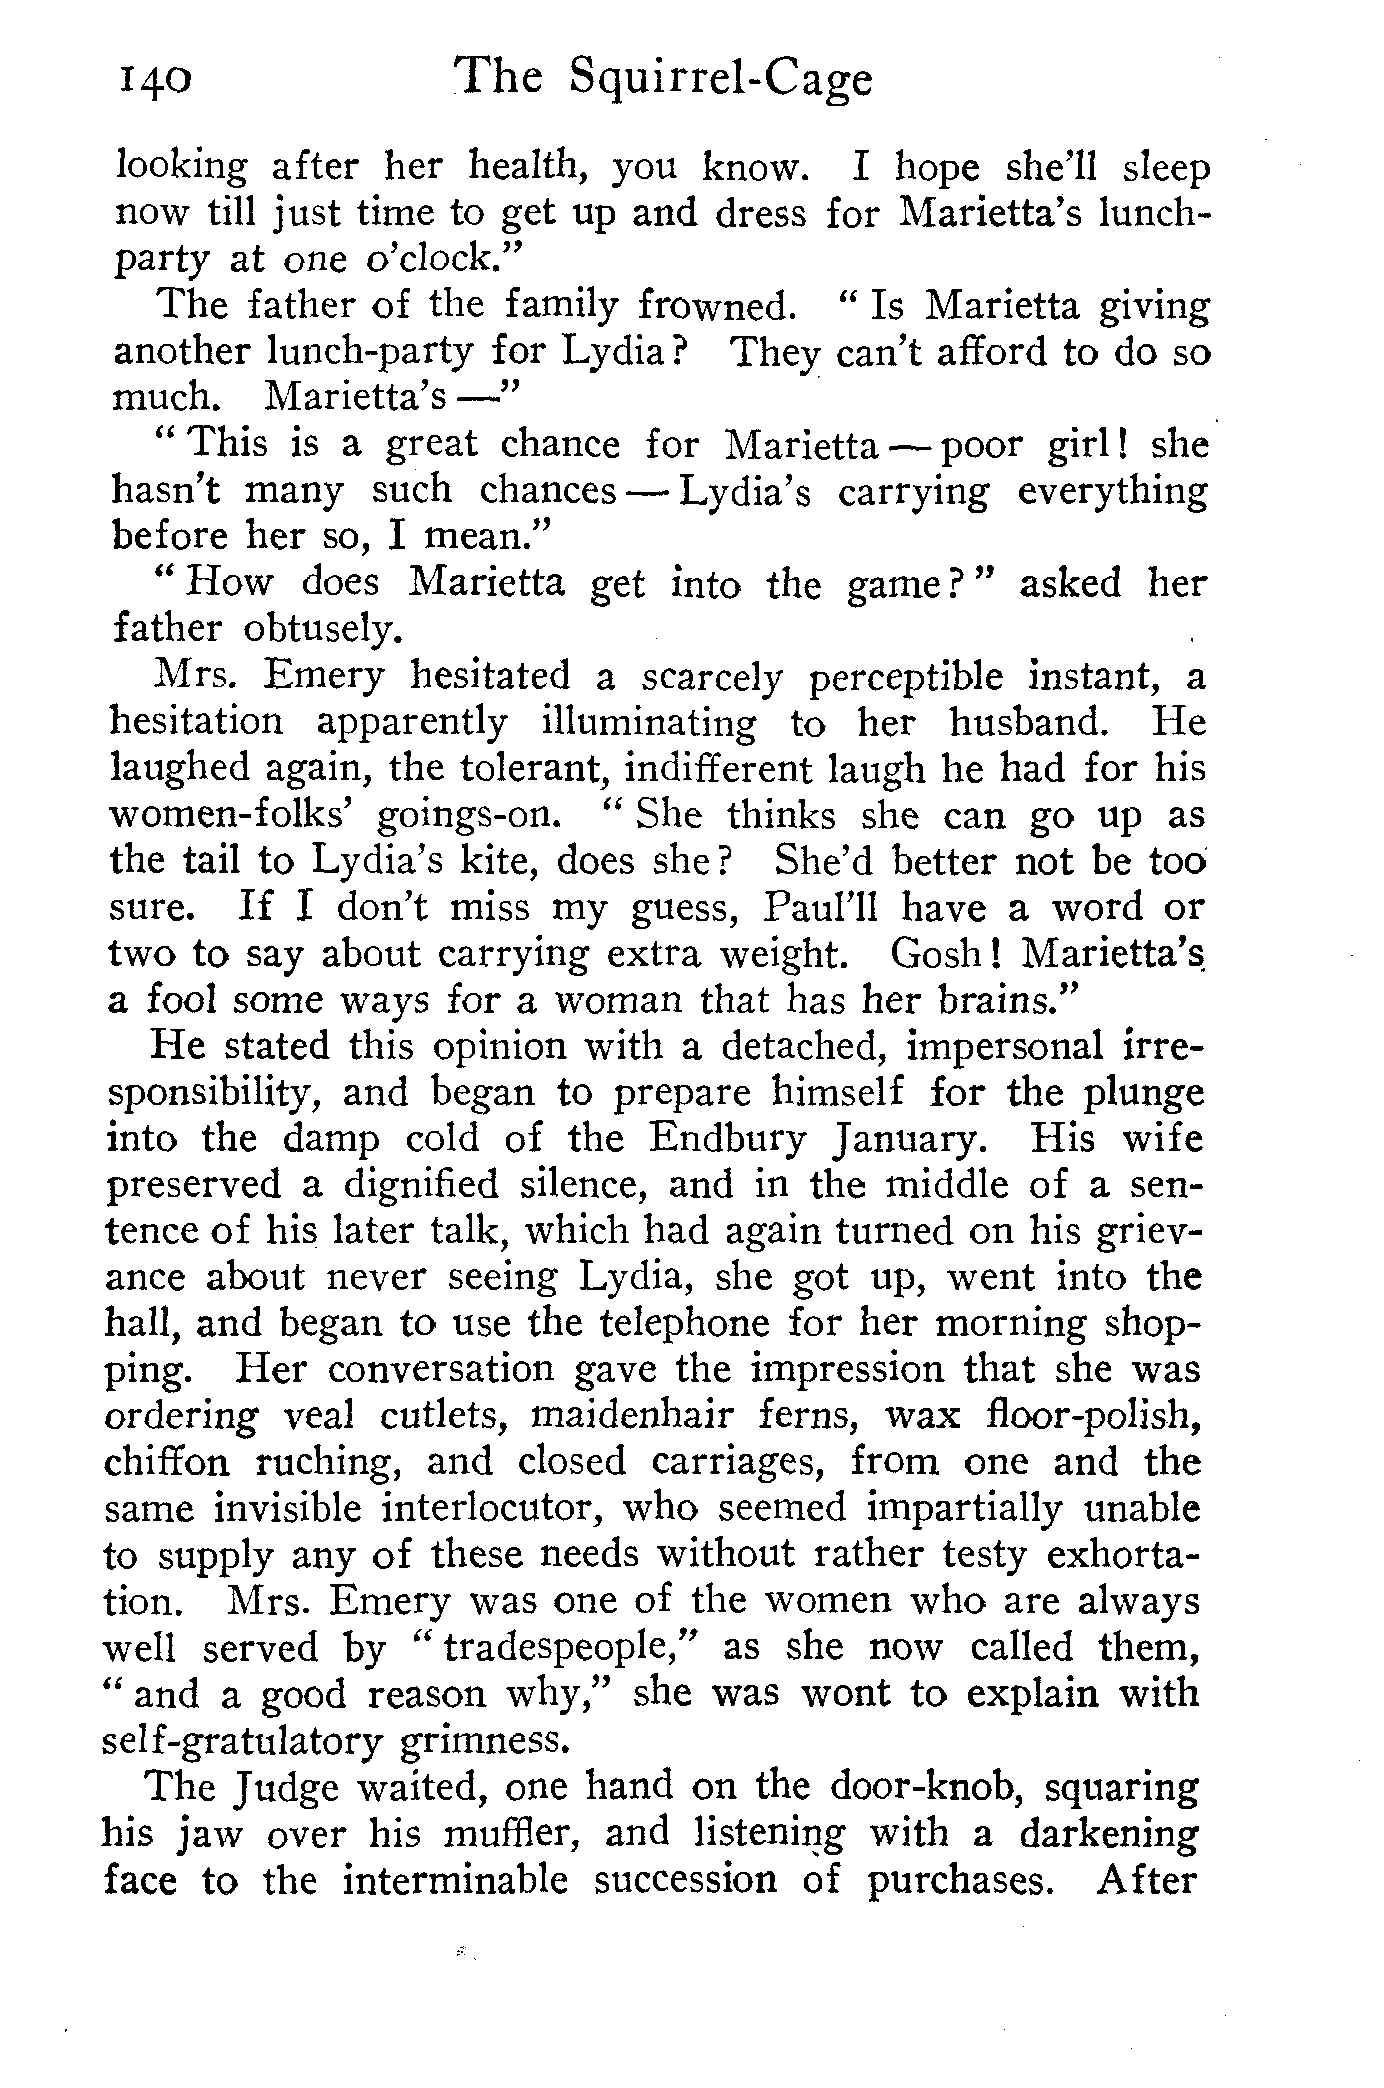 140 The Squirrel-Cage
looking after her health, you know. I hope she'll sleep
now till just time to get up and dress for Marietta's lunch-
party at one o'clock."
The father of the family frowned. " Is Marietta giving
another lunch-party for Lydia? They can't afford to do so
much. Marietta's —"
" This is a great chance for Marietta — poor girl! she
hasn't many such chances — Lydia's carrying everything
before her so, I mean."
" How does Marietta get into the game? " asked her
father obtusely.
Mrs. Emery hesitated a scarcely perceptible instant, a
hesitation apparently illuminating to her husband. He
laughed again, the tolerant, indifferent laugh he had for his
women-folks' goings-on. " She thinks she can go up as
the tail to Lydia's kite, does she? She'd better not be too
sure. If I don't miss my guess, Paul'll have a word or
two to say about carrying extra weight. Gosh! Marietta's
a fool some ways for a woman that has her brains."
He stated this opinion with a detached, impersonal irre-
sponsibility, and began to prepare himself for the plunge
into the damp cold of the Endbury January. His wife
preserved a dignified silence, and in the middle of a sen-
tence of his later talk, which had again turned on his griev-
ance about never seeing Lydia, she got up, went into the
hall, and began to use the telephone for her morning shop-
ping. Her conversation gave the impression that she was
ordering veal cutlets, maidenhair ferns, wax floor-polish,
chiffon ruching, and closed carriages, from one and the
same invisible interlocutor, who seemed impartially unable
to supply any of these needs without rather testy exhorta-
tion. Mrs. Emery was one of the women who are always
well served by " tradespeople," as she now called them,
" and a good reason why," she was wont to explain with
self-gratulatory grimness.
The Judge waited, one hand on the door-knob, squaring
his jaw over his muffler, and listening with a darkening
face to the interminable succession of purchases. After